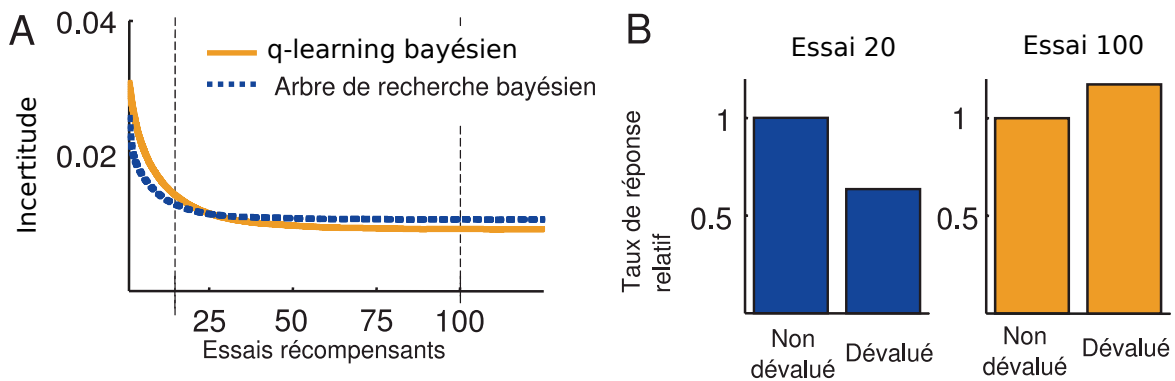 A
0.04
0.02
Incertitude
q-learning bayésien
Arbre de recherche bayésien
25
50
75
100
Essais récompensants
B
Essai 20
Essai 100
Taux de réponse
relatif
1
0.5
Non
dévalué
Dévalué
1
0.5
Non
dévalué
Dévalué